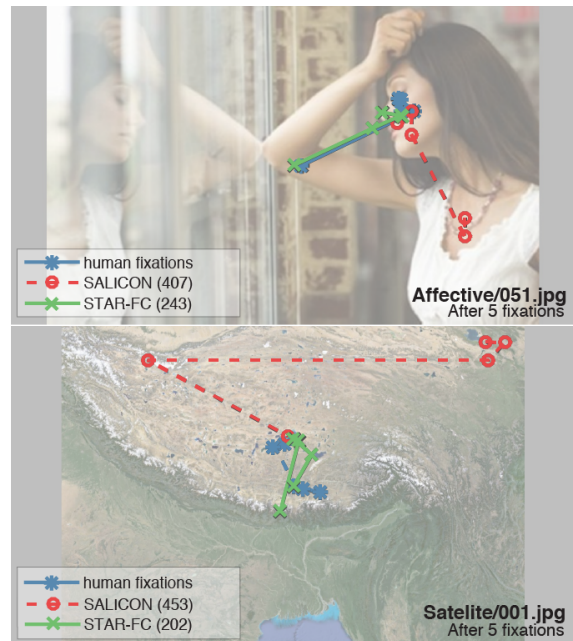 human fixations
SALICON (407)
STAR-FC (243)
Affective/051.jpg
After 5 fixations
human fixations
SALICON (453)
STAR-FC (202)
Satelite/001.jpg
After 5 fixations